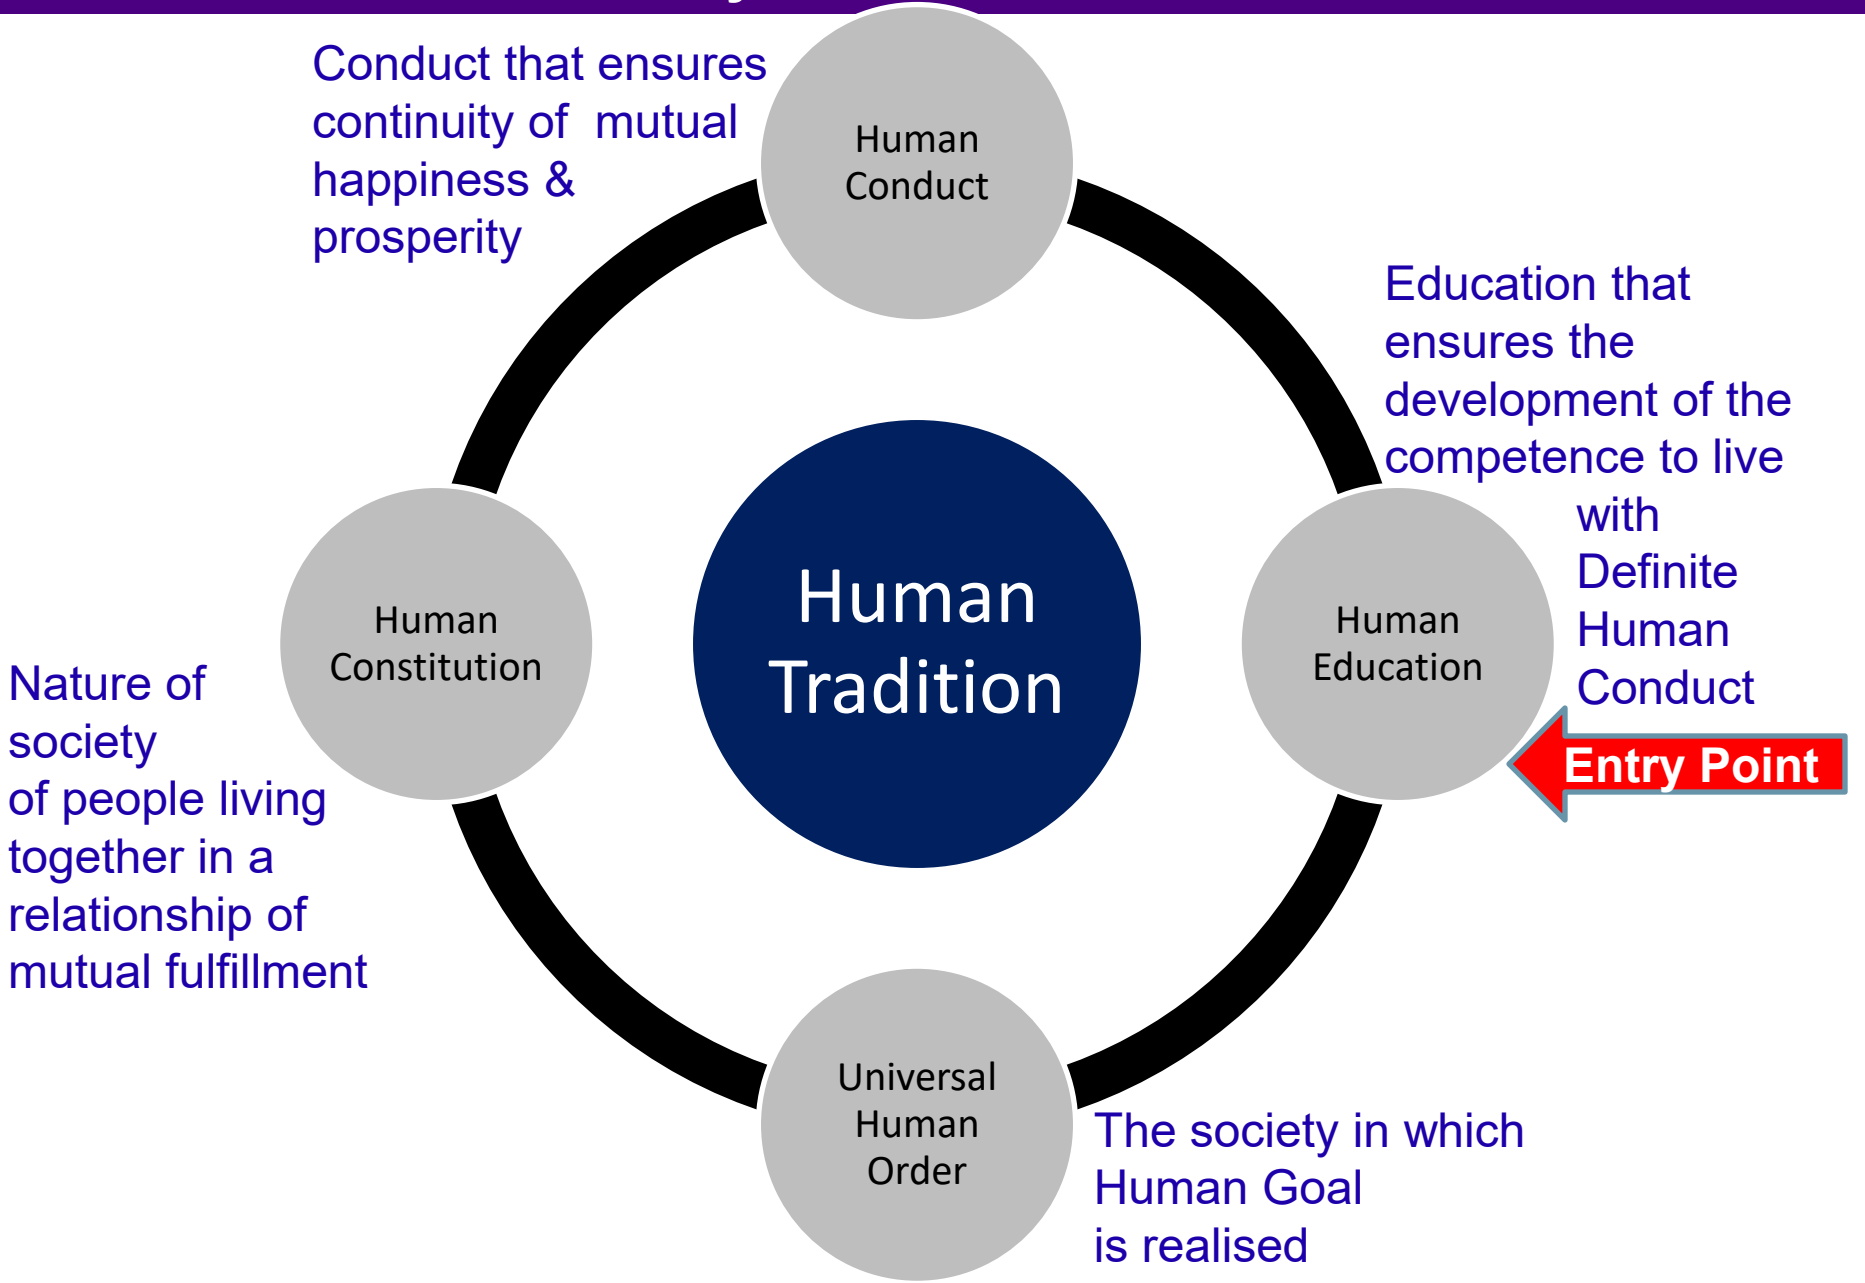 Conduct that ensures
continuity of  mutual
happiness &
prosperity
Human
Conduct
Education that
ensures the
development of the
competence to live
with
Definite
Human
Conduct
Human
Education
Entry Point
Human
Tradition
Human
Constitution
Nature of
society
of people living
together in a
relationship of
mutual fulfillment
Universal
Human
Order
The society in which
Human Goal
is realised